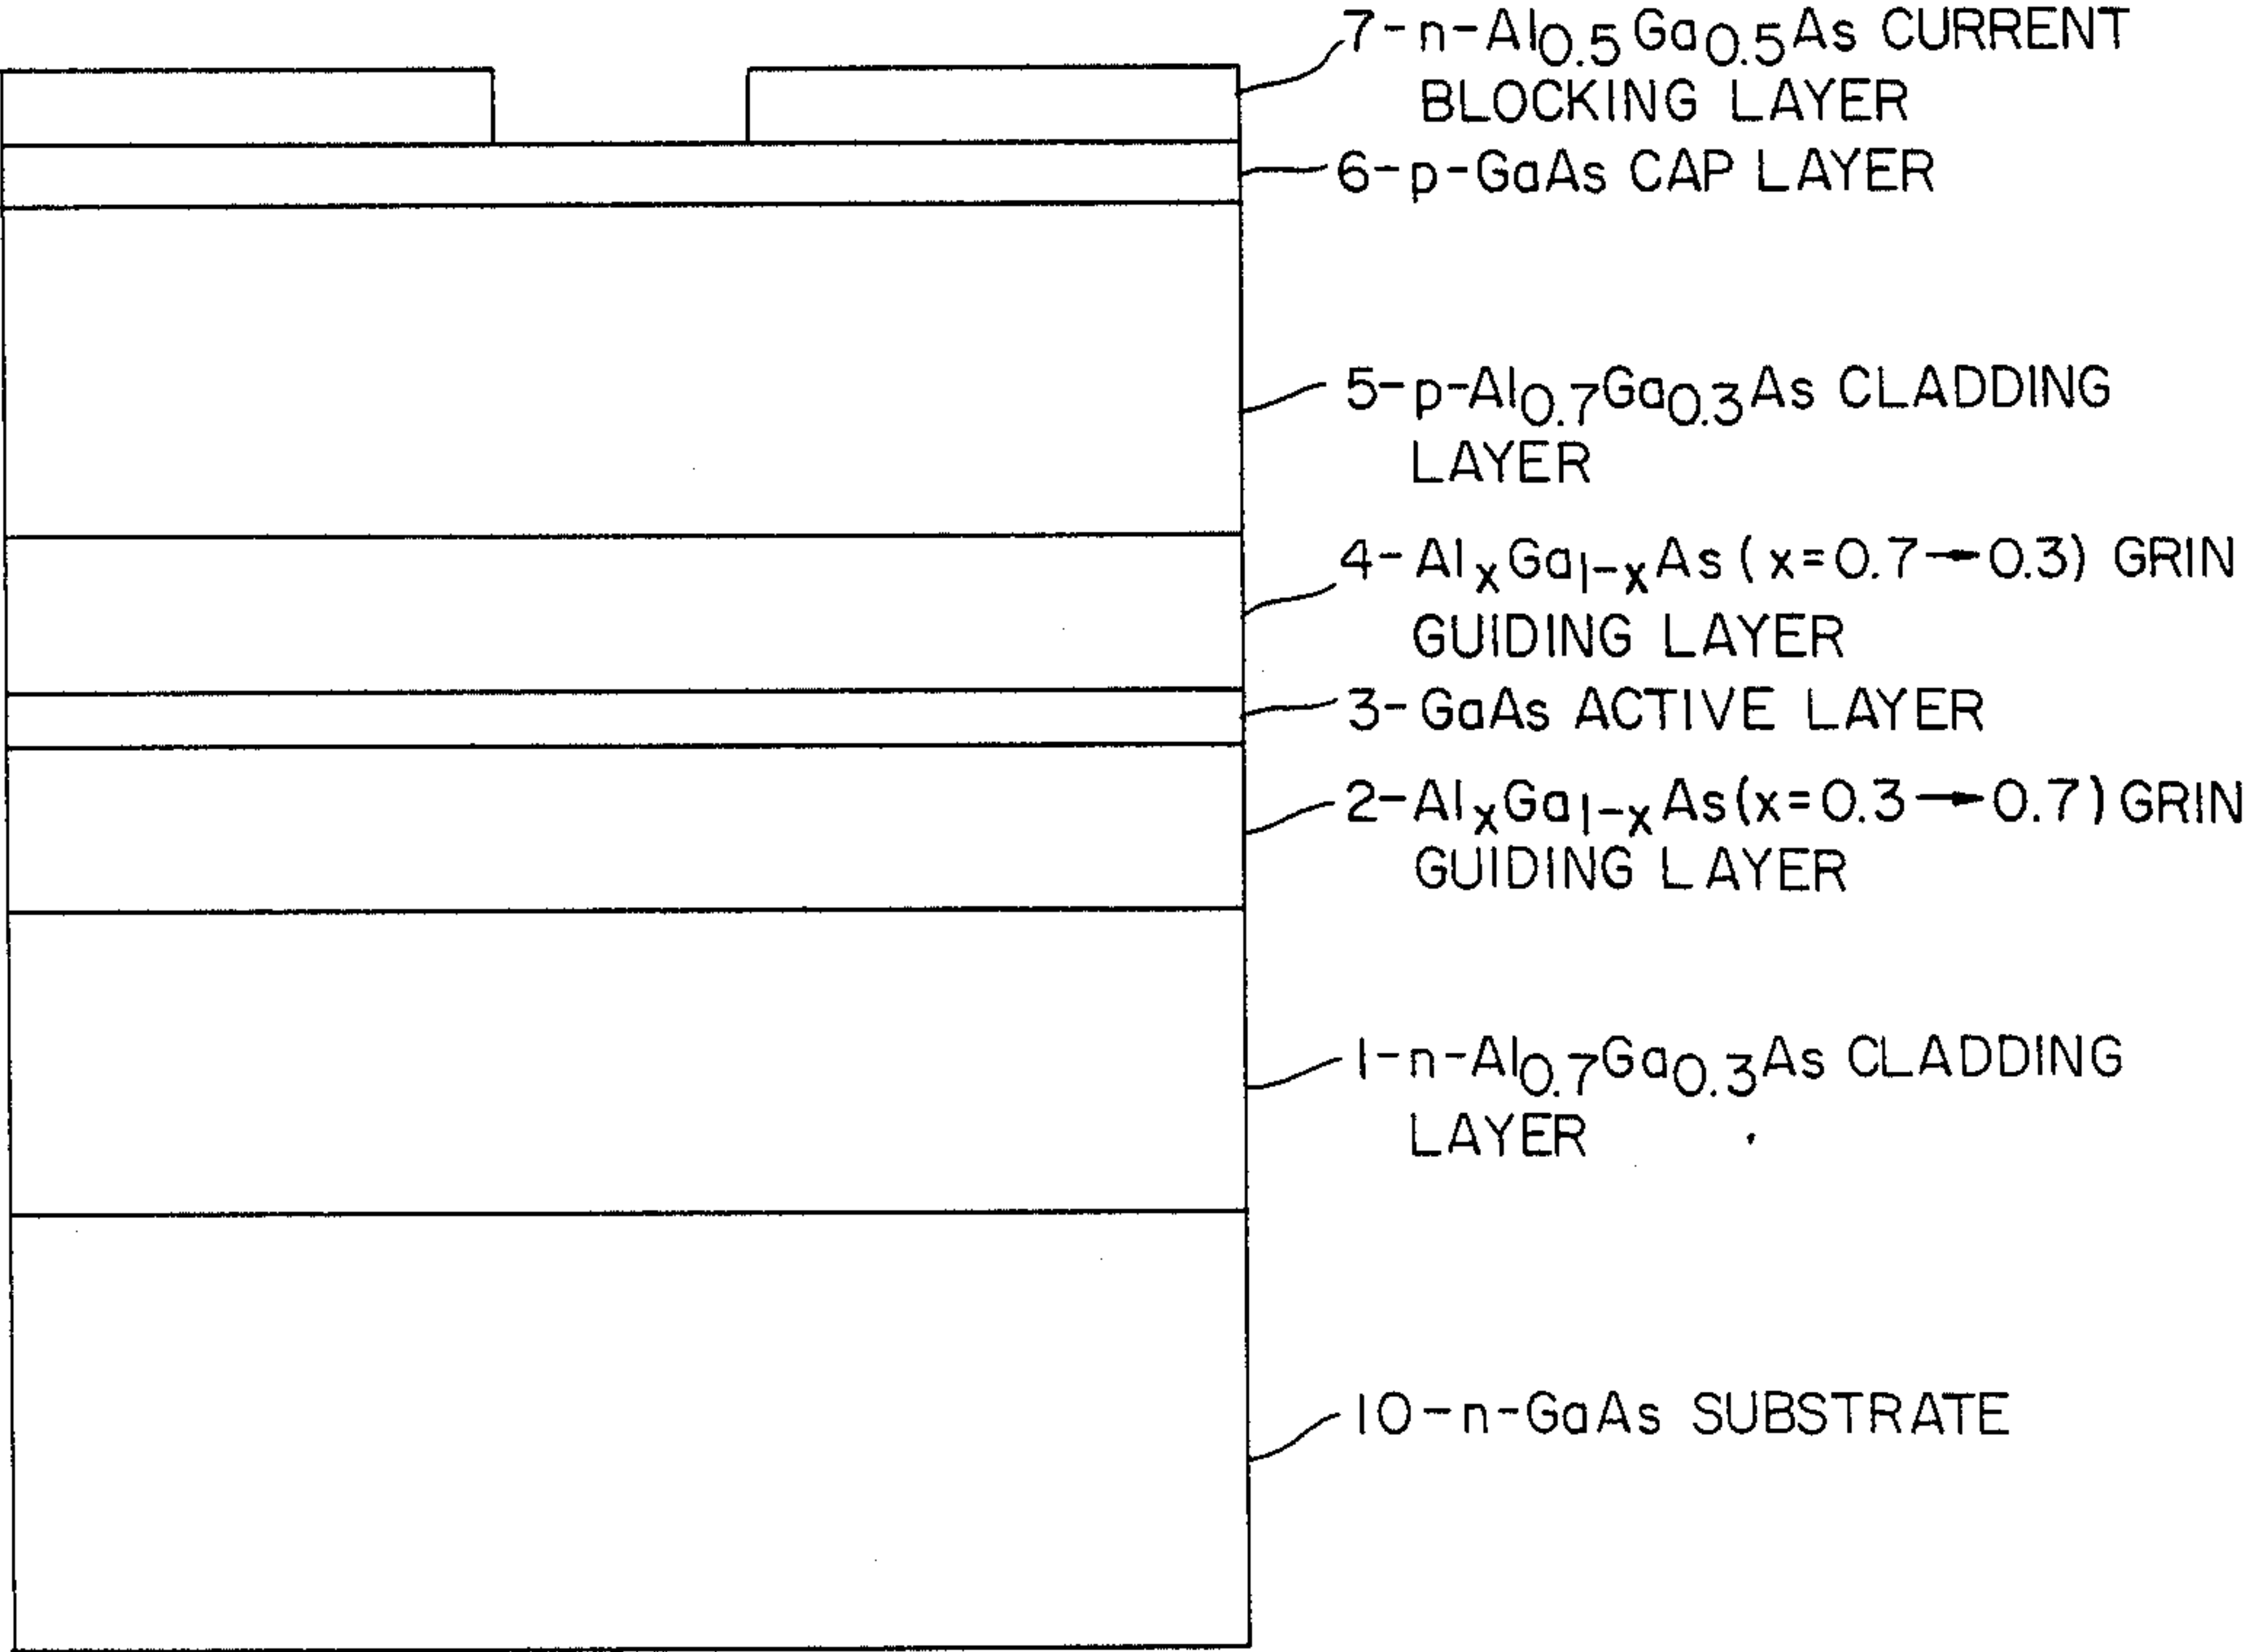 7-n-Al0.5Ga0.5As CURRENT
BLOCKING LAYER
6-p-GaAs CAP LAYER
5-p-Al0.7Ga0.3As CLADDING
LAYER
4-AlxGa1-xAs (x=0.7→0.3) GRIN
GUIDING LAYER
3-GaAs ACTIVE LAYER
2-AlxGa1-xAs(x=0.3→0.7) GRIN
GUIDING LAYER
1-n-Al0.7Ga0.3As CLADDING
LAYER
10-n-GaAs SUBSTRATE